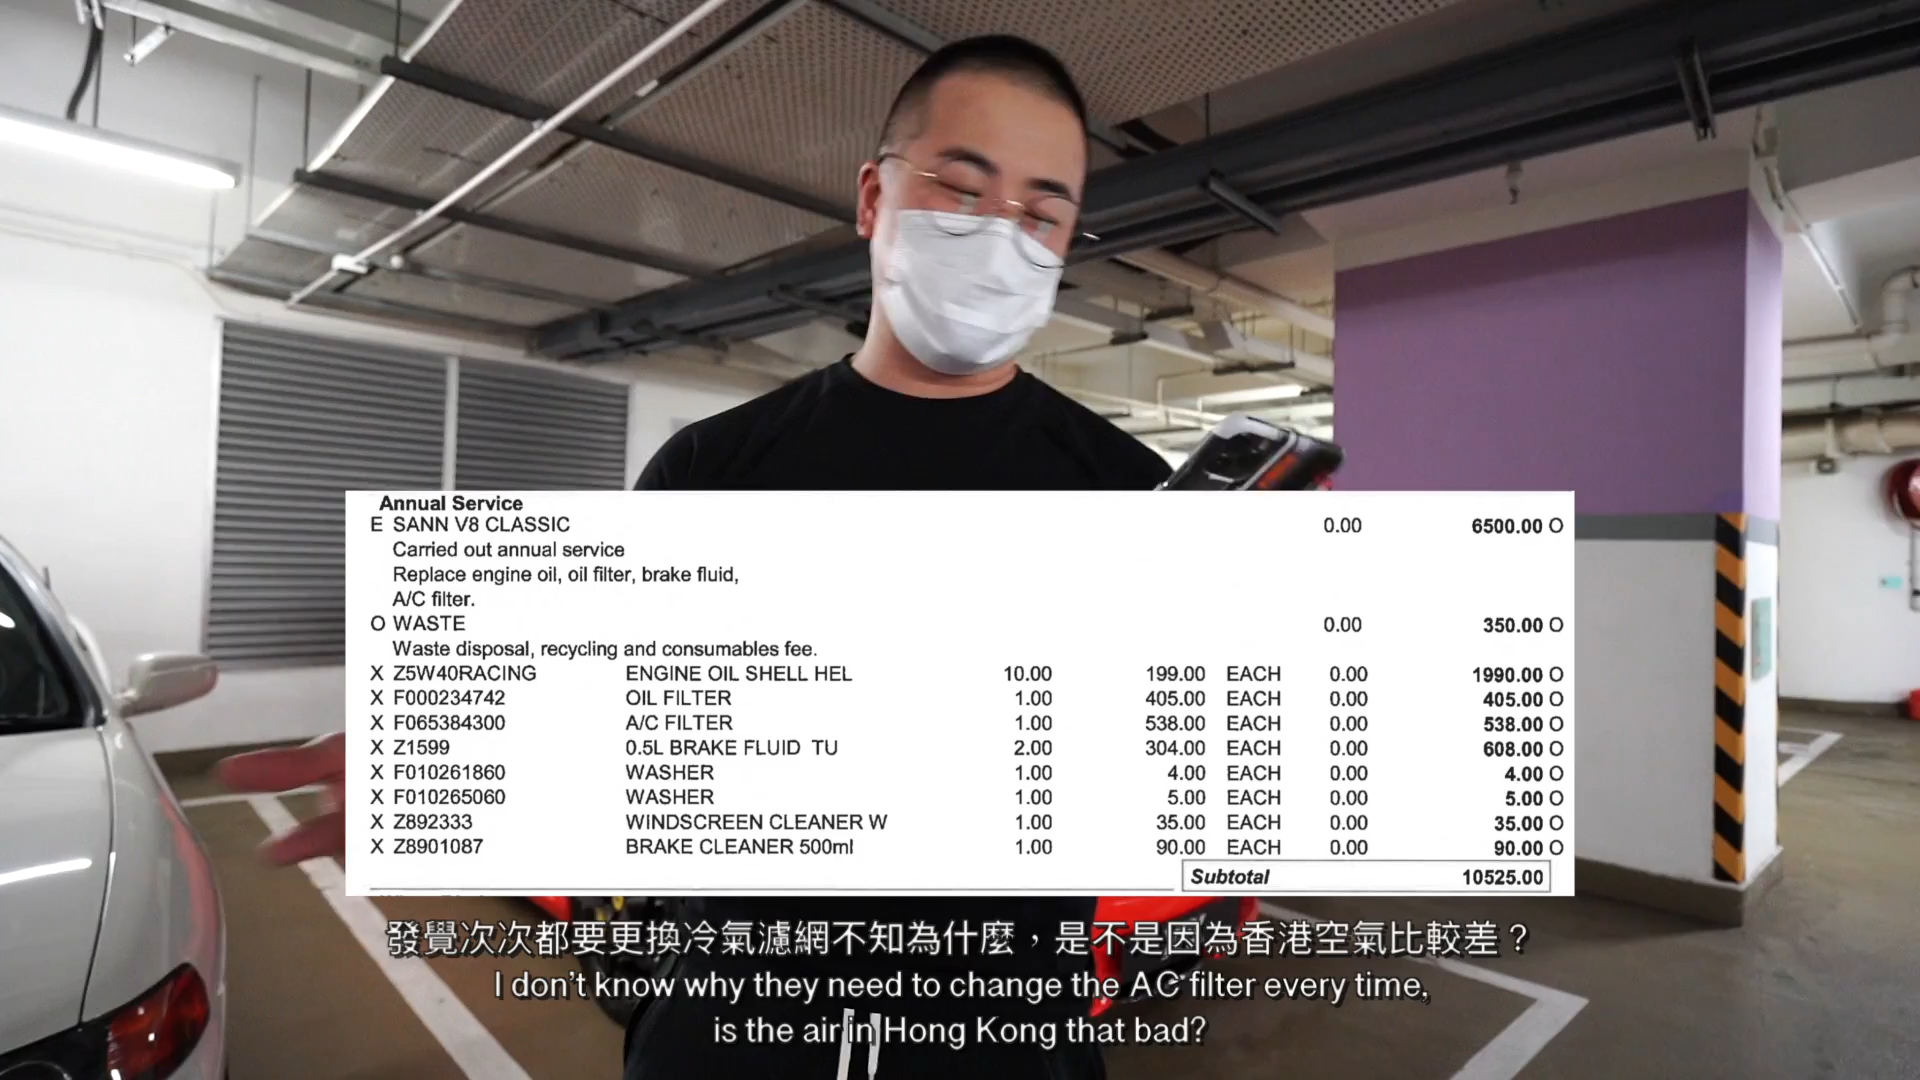 Annual Service
E SANN V8 CLASSIC 0.00 6500.00 O
Carried out annual service
Replace engine oil, oil filter, brake fluid,
A/C filter.
O WASTE 0.00 350.00 O
Waste disposal, recycling and consumables fee.
X Z5W40RACING ENGINE OIL SHELL HEL 10.00 199.00 EACH 0.00 1990.00 O
X F000234742 OIL FILTER 1.00 405.00 EACH 0.00 405.00 O
X F065384300 A/C FILTER 1.00 538.00 EACH 0.00 538.00 O
X Z1599 0.5L BRAKE FLUID TU 2.00 304.00 EACH 0.00 608.00 O
X F010261860 WASHER 1.00 4.00 EACH 0.00 4.00 O
X F010265060 WASHER 1.00 5.00 EACH 0.00 5.00 O
X Z892333 WINDSCREEN CLEANER W 1.00 35.00 EACH 0.00 35.00 O
X Z8901087 BRAKE CLEANER 500ml 1.00 90.00 EACH 0.00 90.00 O
Subtotal 10525.00
發覺次次都要更換冷氣濾網不知為什麼，是不是因為香港空氣比較差？
I don't know why they need to change the AC filter every time,
is the air in Hong Kong that bad?